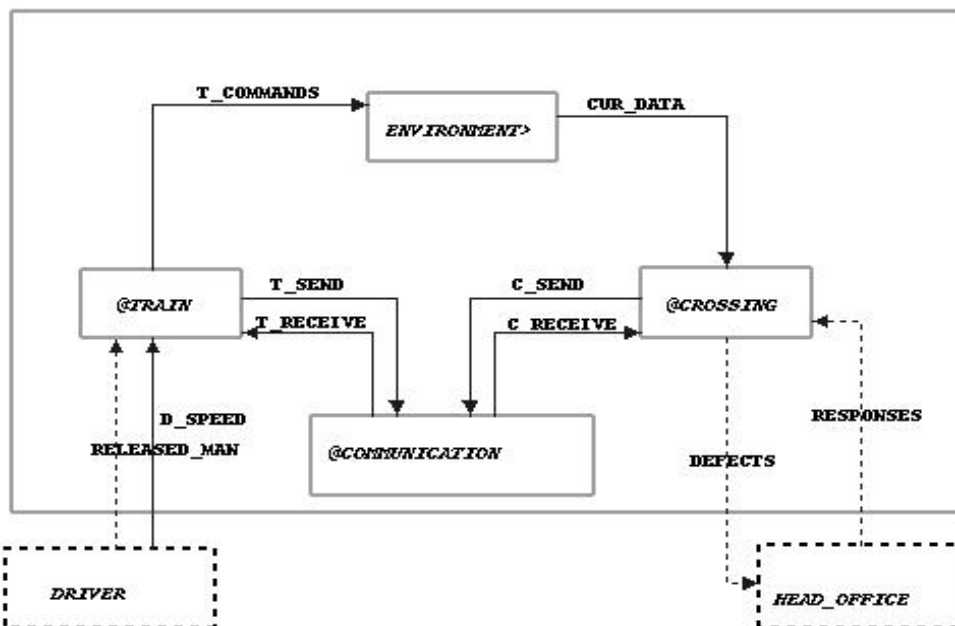 T_COMMANDS
CUR_DATA
ENVIRONMENT>
T_SEND
C_SEND
@TRAIN
@CROSSING
T_RECEIVE
C_RECEIVE
D_SPEED
RESPONSES
RELEASED_MAN
@COMMUNICATION
DEFECTS
DRIVER
HEAD_OFFICE